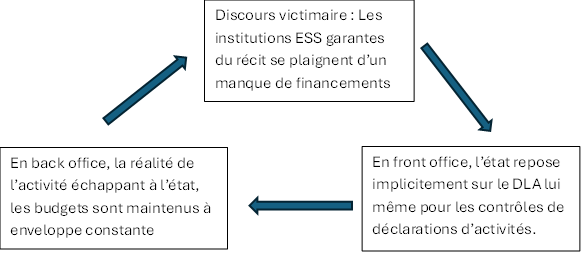 Discours victimaire : Les
institutions ESS garantes
du récit se plaignent d’un
manque de financements
En front office, l’état repose
implicitement sur le DLA lui
même pour les contrôles de
déclarations d’activités.
En back office, la réalité de
l’activité échappant à l’état,
les budgets sont maintenus à
enveloppe constante